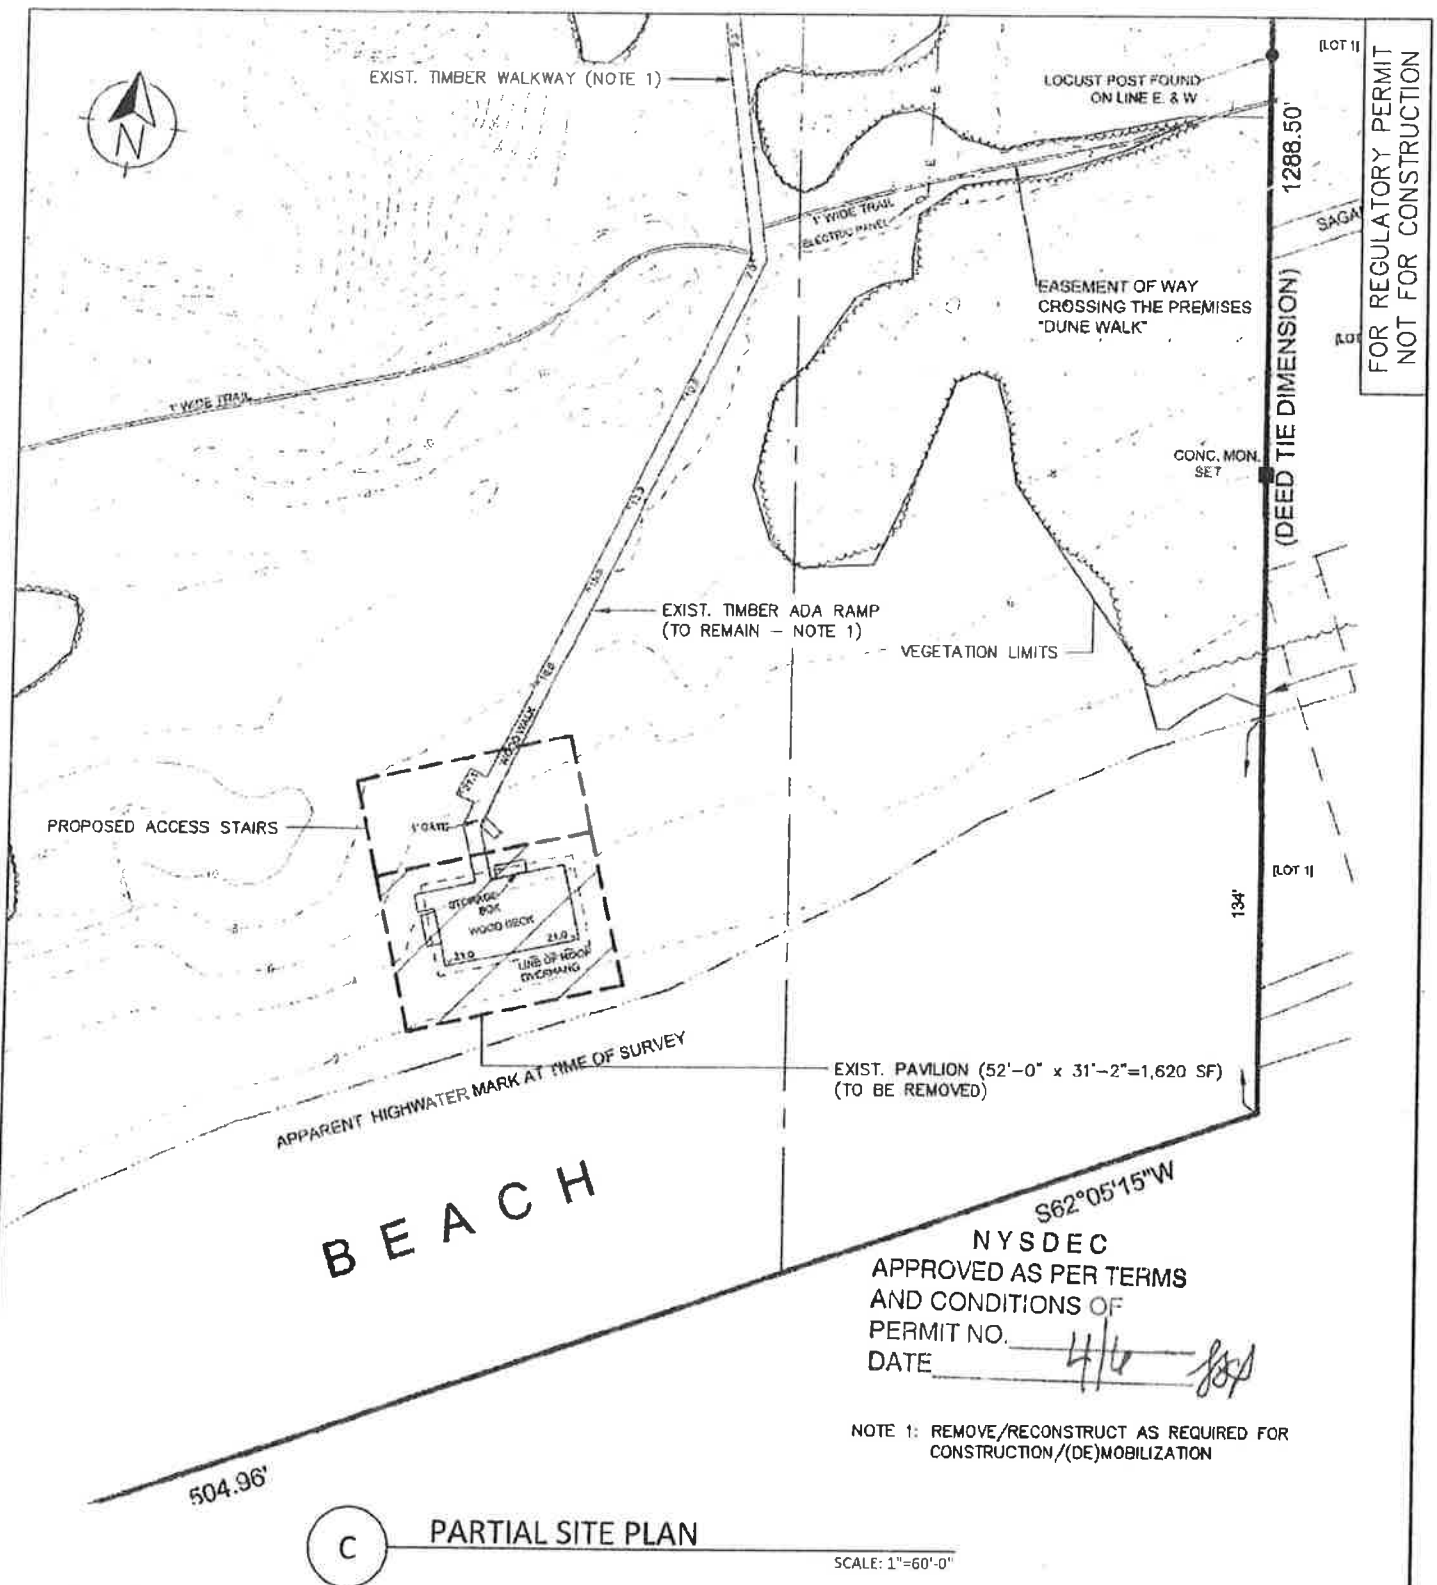 EXIST. TIMBER WALKWAY (NOTE 1)
N
LOCUST POST FOUND
ON LINE E. & W
[LOT 1]
FOR REGULATORY PERMIT
NOT FOR CONSTRUCTION
1288.50'
(DEED TIE DIMENSION)
1' WIDE TRAIL
ELECTRIC PANEL
E
E
EASEMENT OF WAY
CROSSING THE PREMISES
"DUNE WALK"
1' WIDE TRAIL
CONC. MON.
SET
EXIST. TIMBER ADA RAMP
(TO REMAIN – NOTE 1)
VEGETATION LIMITS
WOOD WALK
PROPOSED ACCESS STAIRS
[LOT 1]
134'
STORAGE
BOX
WOOD DECK
21.0
21.0
LINE OF ROOF
OVERHANG
APPARENT HIGHWATER MARK AT TIME OF SURVEY
EXIST. PAVILION (52'-0" x 31'-2"=1,620 SF)
(TO BE REMOVED)
BEACH
S62°05'15"W
NYSDEC
APPROVED AS PER TERMS
AND CONDITIONS OF
PERMIT NO.
DATE
NOTE 1: REMOVE/RECONSTRUCT AS REQUIRED FOR
CONSTRUCTION/(DE)MOBILIZATION
504.96'
C
PARTIAL SITE PLAN
SCALE: 1"=60'-0"